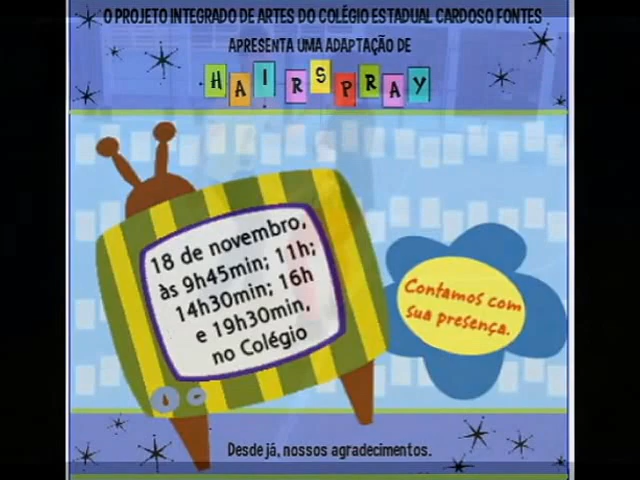 O PROJETO INTEGRADO DE ARTES DO COLÉGIO ESTADUAL CARDOSO FONTES
APRESENTA UMA ADAPTAÇÃO DE
HAIRSPRAY
18 de novembro,
às 9h45min; 11h;
14h30min; 16h
e 19h30min,
no Colégio
Contamos com
sua presença.
Desde já, nossos agradecimentos.